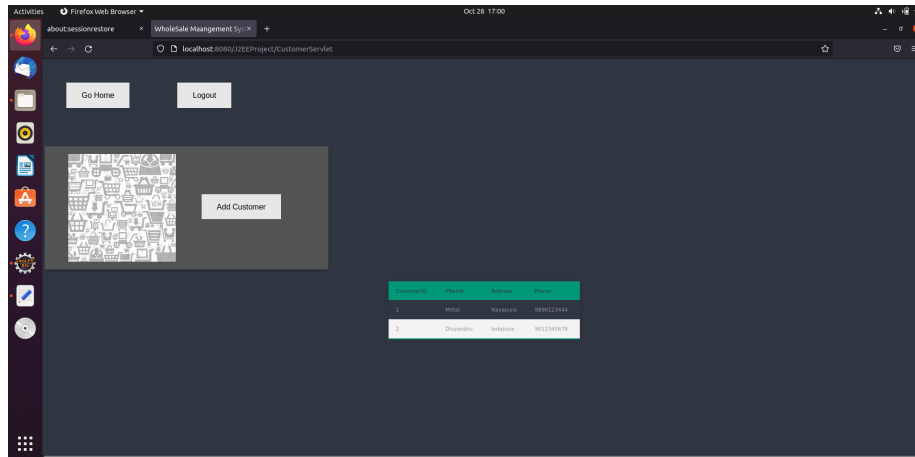 Activities Firefox Web Browser Oct 28 17:00
about:sessionrestore WholeSale Maangement Sy
localhost:8080/J2EEProject/CustomerServlet
Go Home Logout
Add Customer
CustomerID Address Phone
1 Mittal Nayapura 9890123444
2 Divyanshu Indapura 9012345678